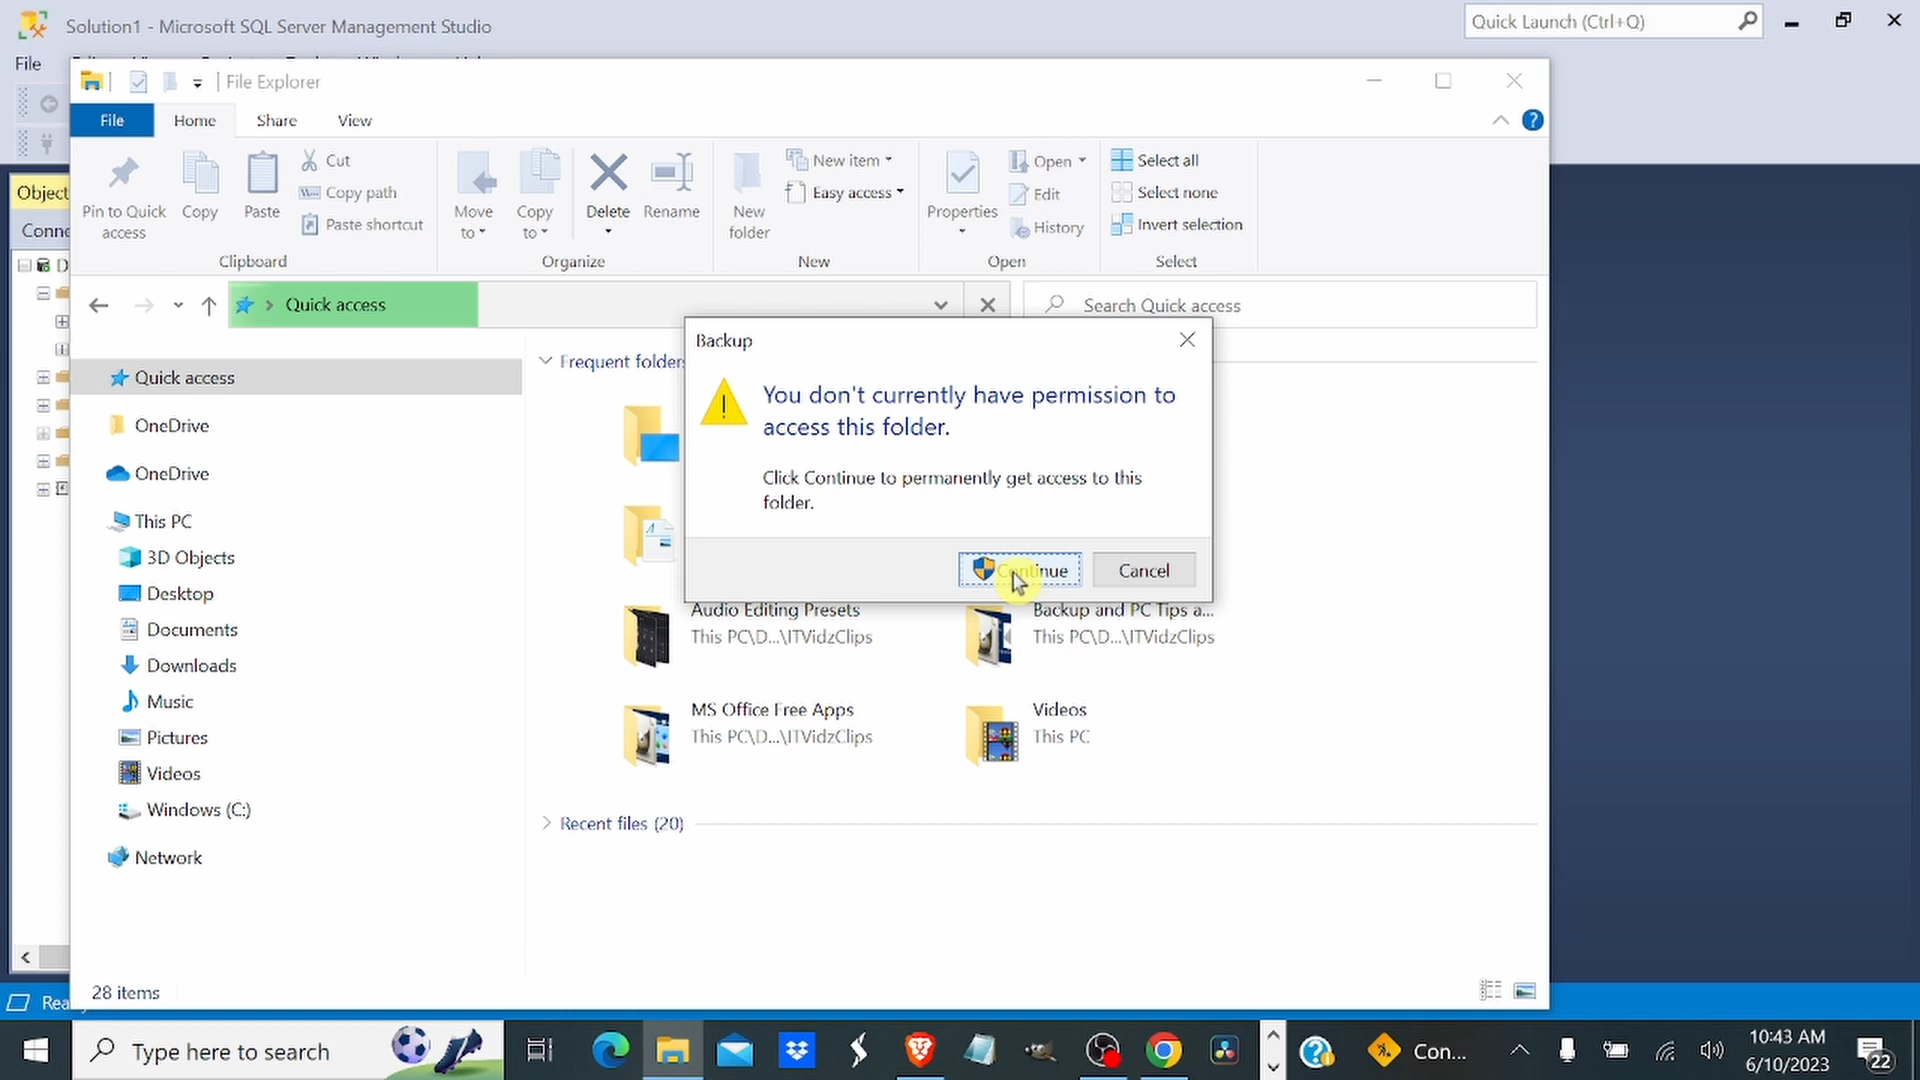 Solution1 - Microsoft SQL Server Management Studio
Quick Launch (Ctrl+Q)
File
File Explorer
File
Home
Share
View
Pin to Quick
access
Copy
Paste
Cut
Copy path
Paste shortcut
Clipboard
Move
to
Copy
to
Delete
Rename
Organize
New
folder
New item
Easy access
New
Properties
Open
Edit
History
Open
Select all
Select none
Invert selection
Select
Object
Conne
D
Quick access
Search Quick access
Quick access
OneDrive
OneDrive
This PC
3D Objects
Desktop
Documents
Downloads
Music
Pictures
Videos
Windows (C:)
Network
Frequent folders
Backup
You don't currently have permission to
access this folder.
Click Continue to permanently get access to this
folder.
Continue
Cancel
Audio Editing Presets
This PC\D...\ITVidzClips
Backup and PC Tips a...
This PC\D...\ITVidzClips
MS Office Free Apps
This PC\D...\ITVidzClips
Videos
This PC
Recent files (20)
28 items
Rea
Type here to search
Con...
10:43 AM
6/10/2023
22